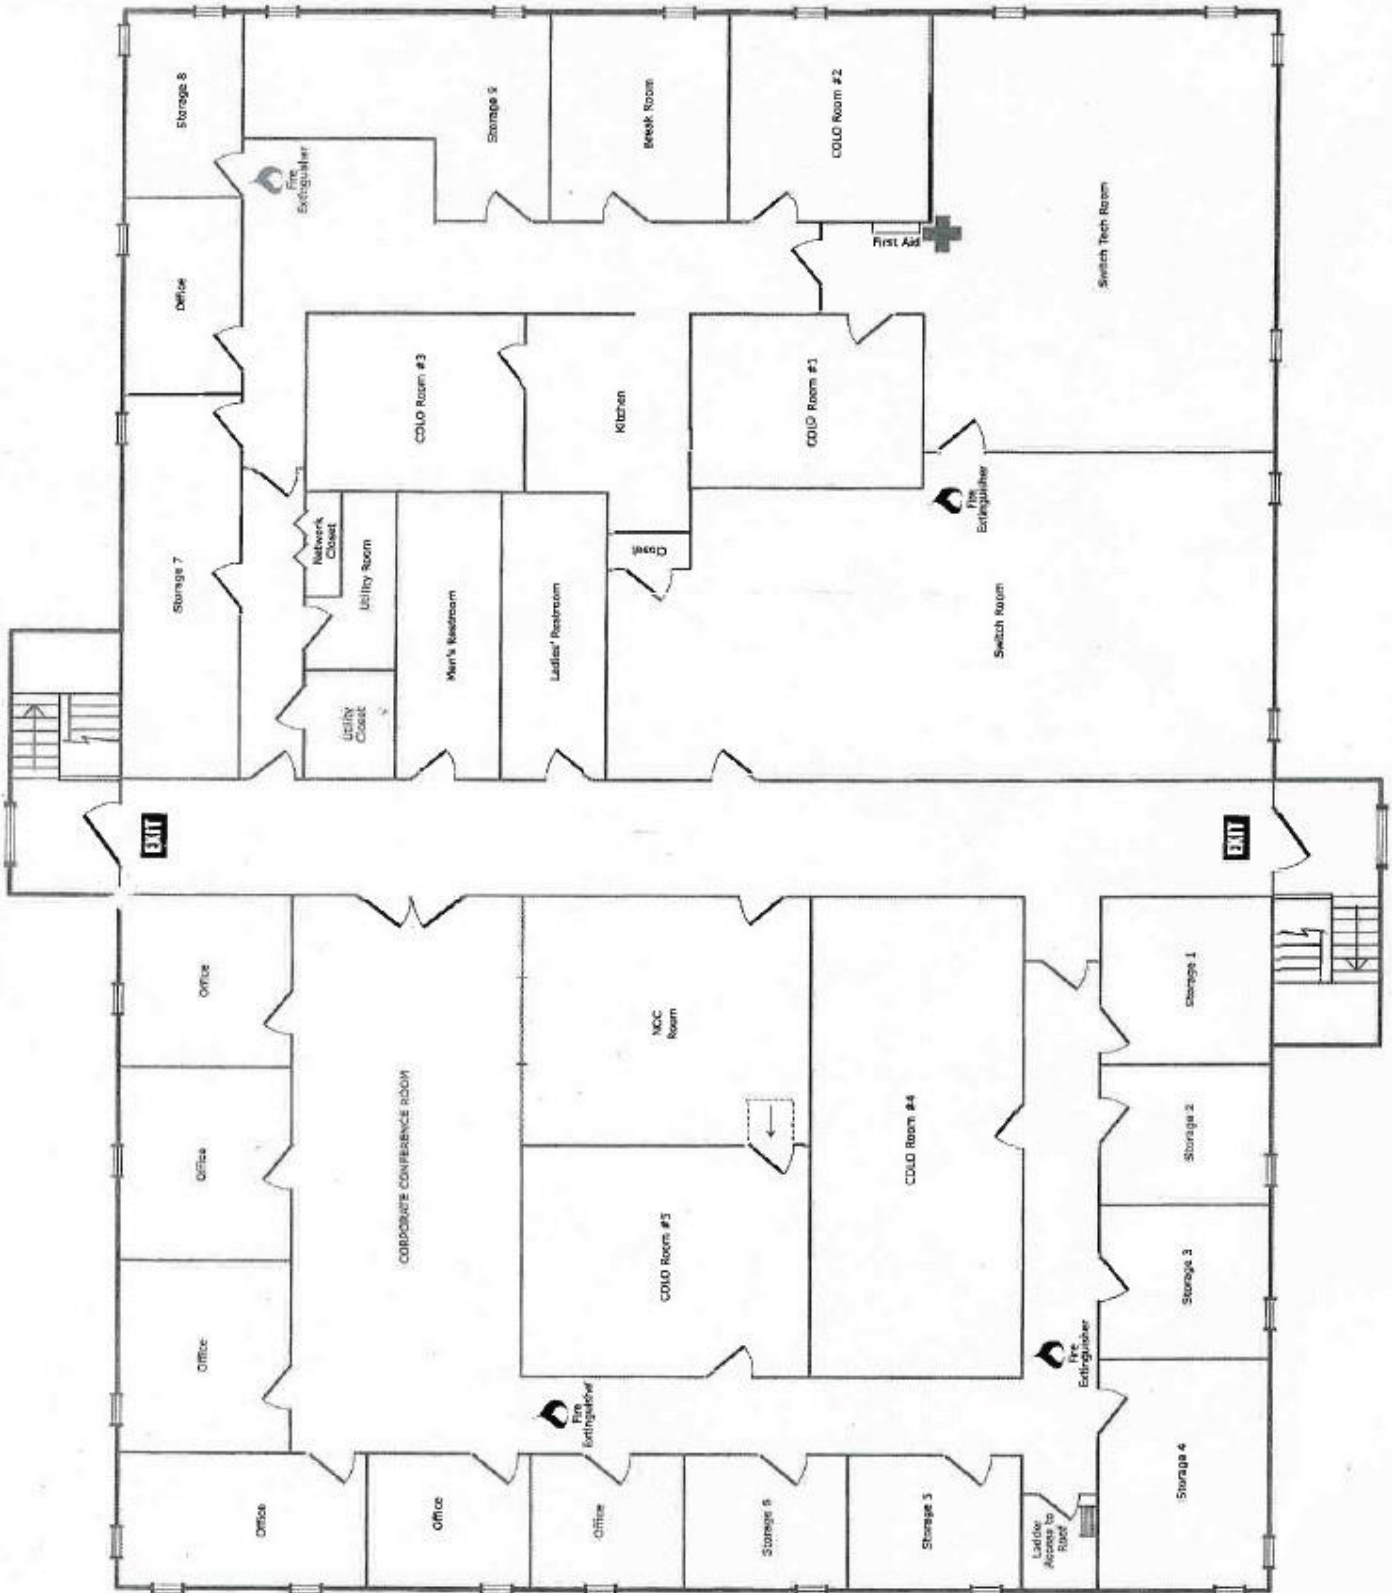 Storage 8
Storage 9
Break Room
COLO Room #2
Switch Tech Room
Fire
Extinguisher
Office
First Aid
COLO Room #3
Kitchen
COLO Room #1
Storage 7
Network
Closet
Utility Room
Men's Restroom
Ladies' Restroom
Closet
Fire
Extinguisher
Switch Room
Utility
Closet
EXIT
EXIT
Office
Office
Office
CORPORATE CONFERENCE ROOM
NOC
Room
COLO Room #5
COLO Room #4
Storage 1
Storage 2
Storage 3
Storage 4
Fire
Extinguisher
Fire
Extinguisher
Office
Office
Office
Storage 6
Storage 5
Ladder
Access to
Roof